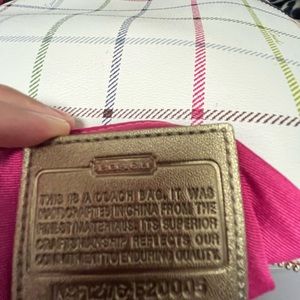 THIS IS A COACH BAG. IT WAS
HANDCRAFTED IN CHINA FROM THE
FINEST MATERIALS. ITS SUPERIOR
CRAFTSMANSHIP REFLECTS OUR
COMMITMENT TO ENDURING QUALITY.